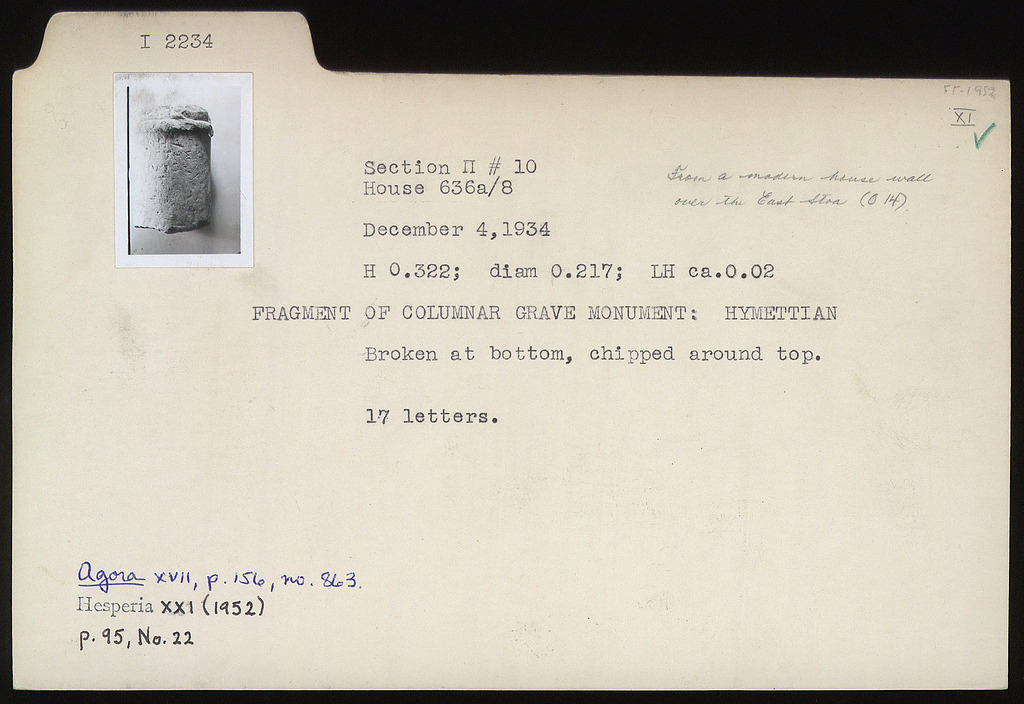 I 2234
XI
Section Π # 10
House 636a/8
From a modern house wall
over the East Stoa (O 14)
December 4,1934
H 0.322; diam 0.217; LH ca.0.02
FRAGMENT OF COLUMNAR GRAVE MONUMENT: HYMETTIAN
Broken at bottom, chipped around top.
17 letters.
Agora XVII, p. 156, no. 863.
Hesperia XXI (1952)
p. 95, No. 22